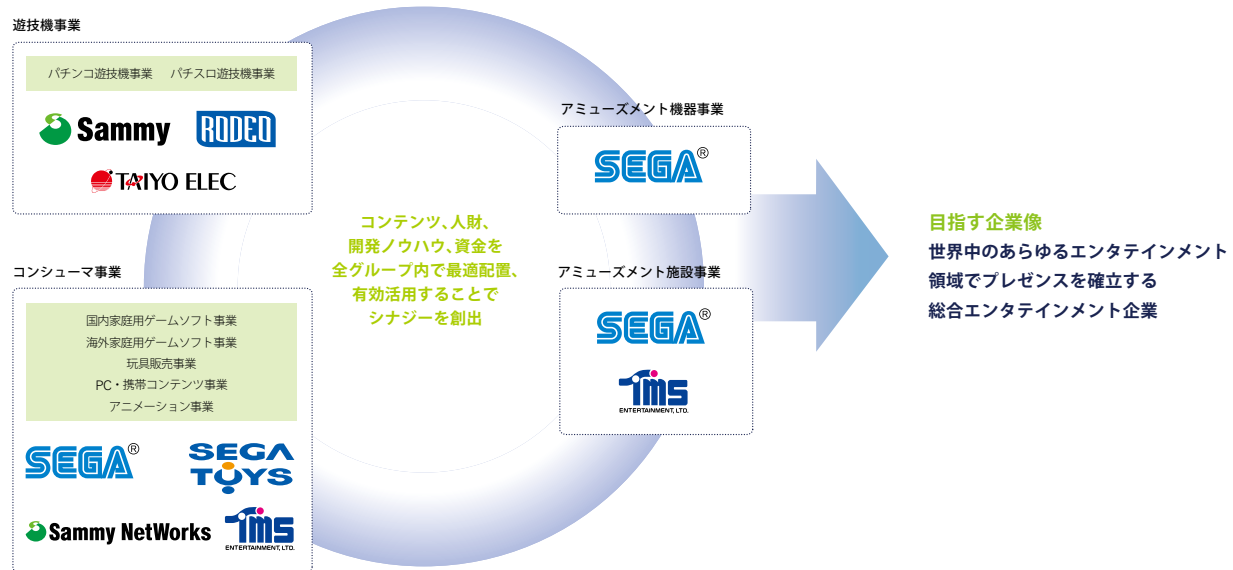 遊技機事業
パチンコ遊技機事業 パチスロ遊技機事業
Sammy RODEO
TAIYO ELEC
コンシューマ事業
国内家庭用ゲームソフト事業
海外家庭用ゲームソフト事業
玩具販売事業
PC・携帯コンテンツ事業
アニメーション事業
SEGA®
SEGA
TOYS
Sammy NetWorks
TMS
ENTERTAINMENT, LTD.
コンテンツ、人財、
開発ノウハウ、資金を
全グループ内で最適配置、
有効活用することで
シナジーを創出
アミューズメント機器事業
SEGA®
アミューズメント施設事業
SEGA®
TMS
ENTERTAINMENT, LTD.
目指す企業像
世界中のあらゆるエンタテインメント
領域でプレゼンスを確立する
総合エンタテインメント企業